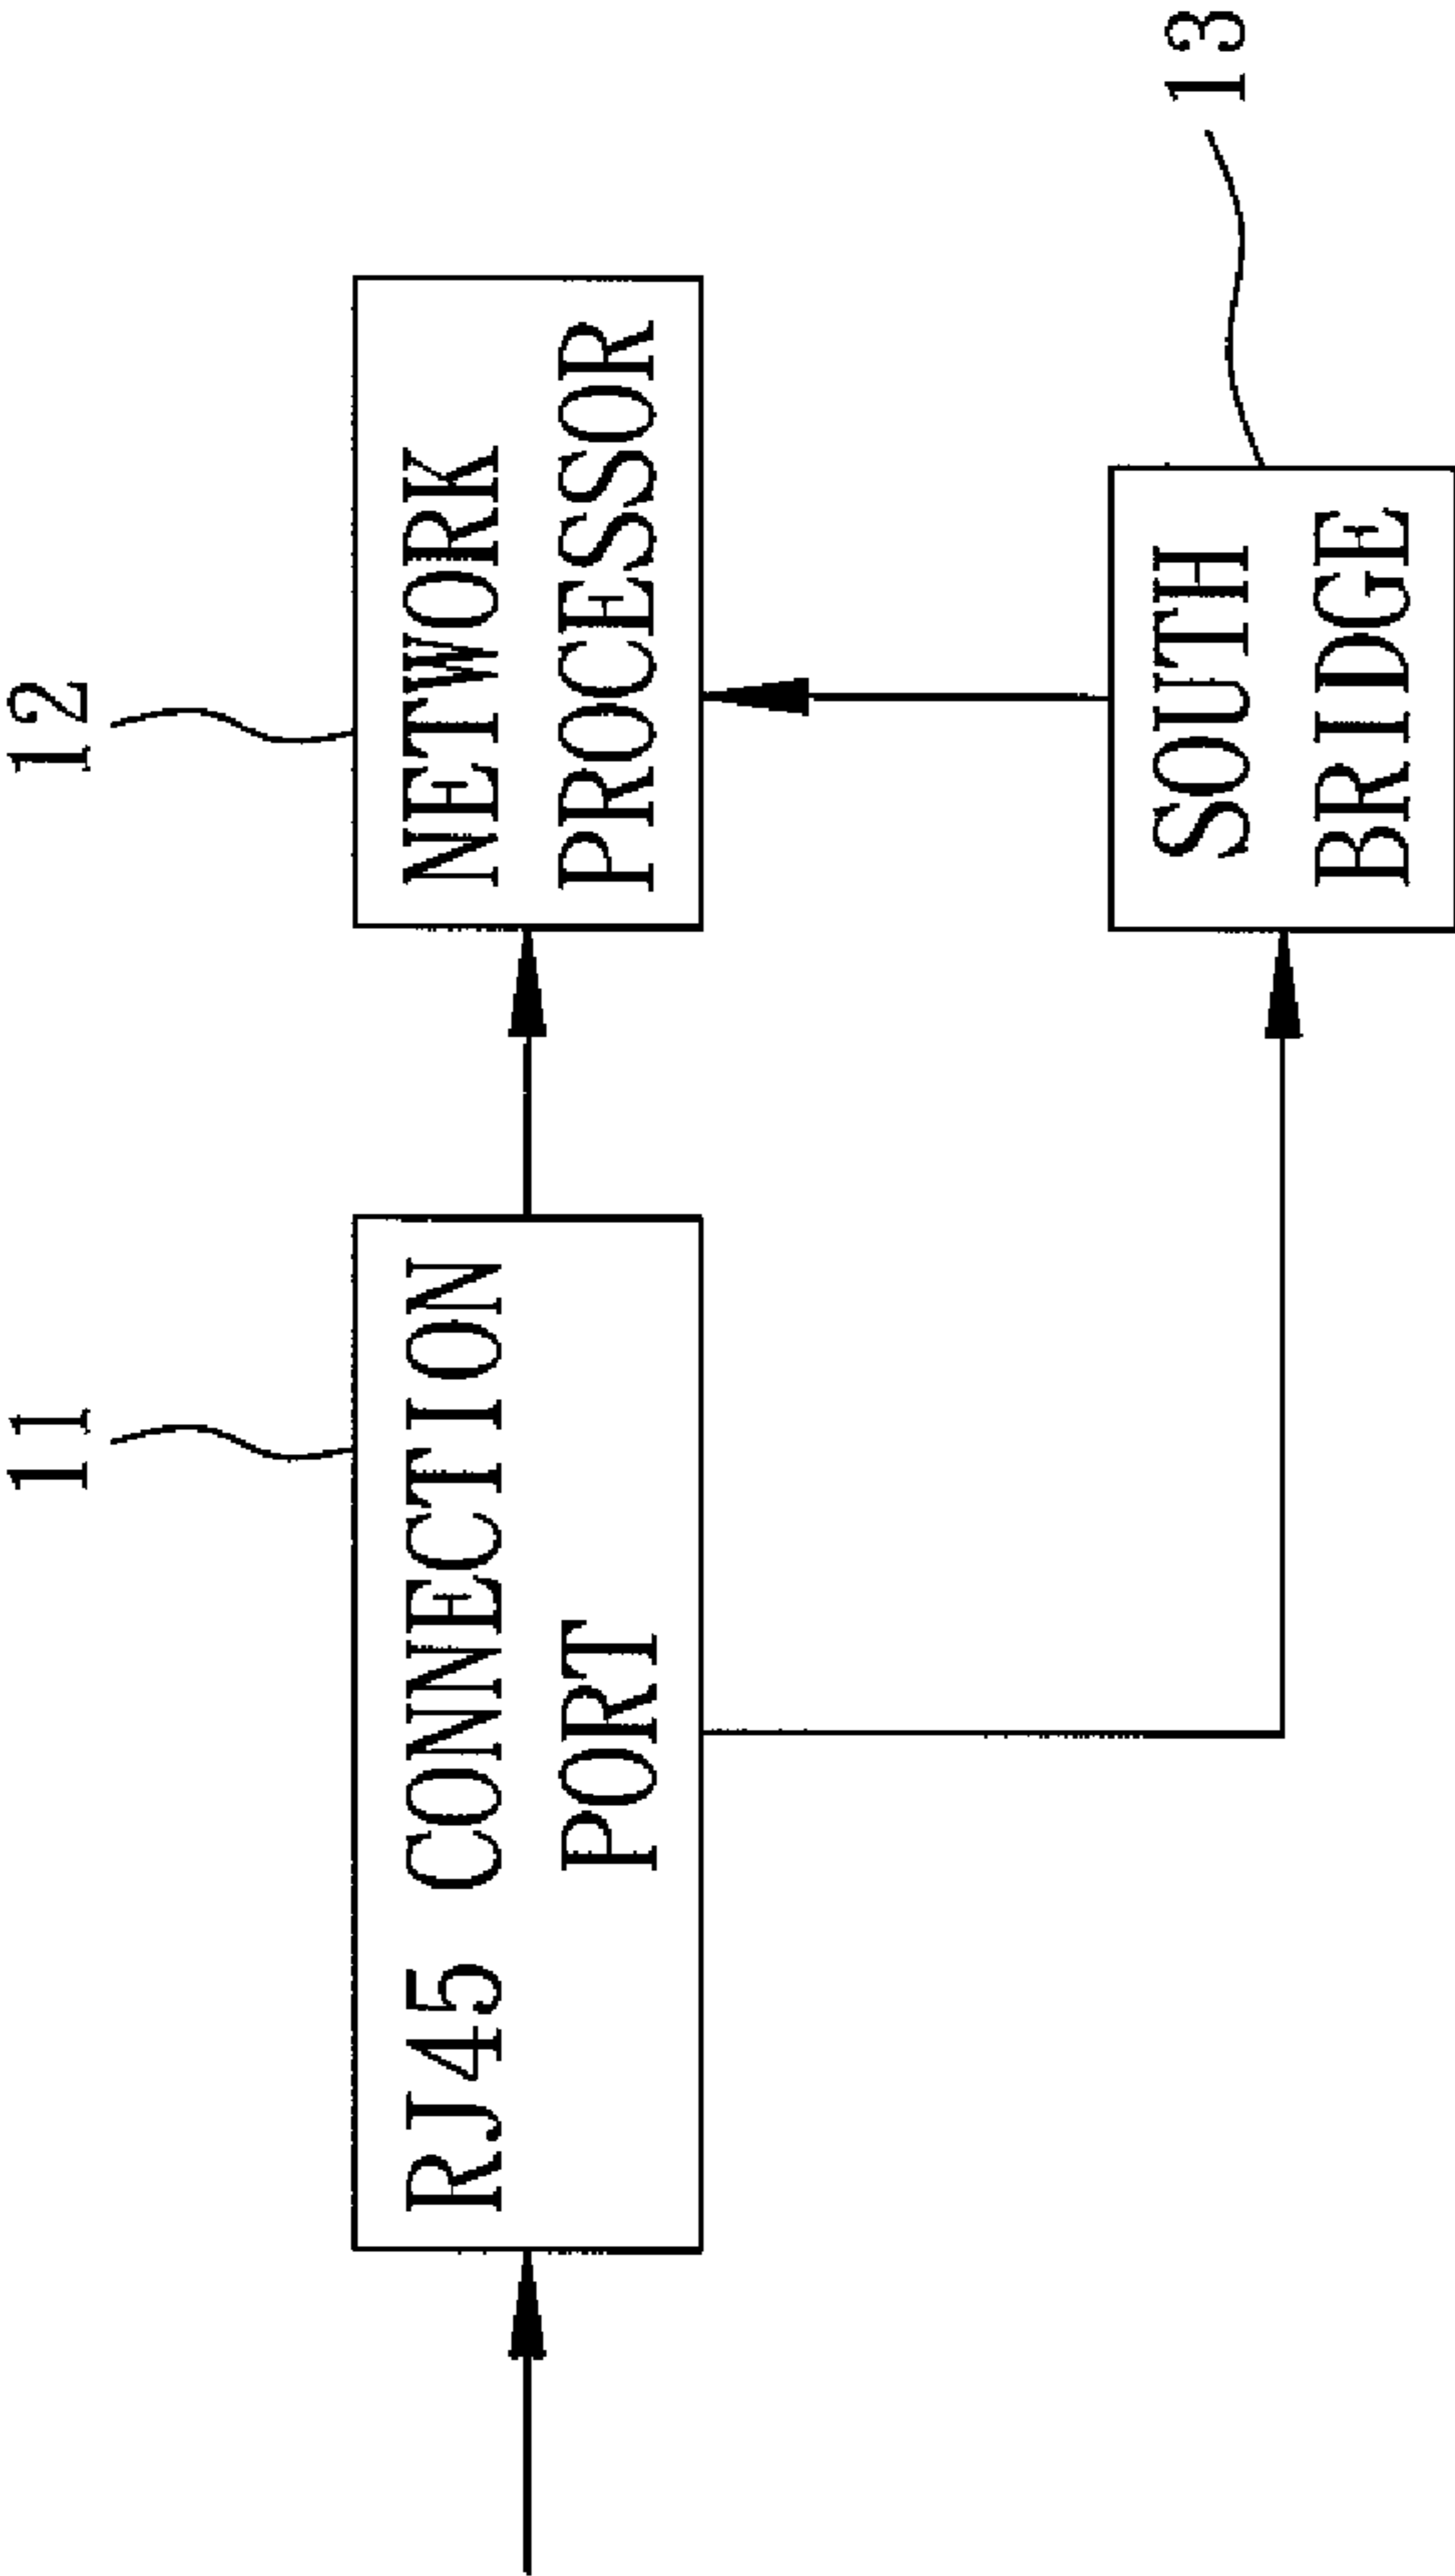 11
12
RJ45 CONNECTION
PORT
NETWORK
PROCESSOR
SOUTH
BRIDGE
13